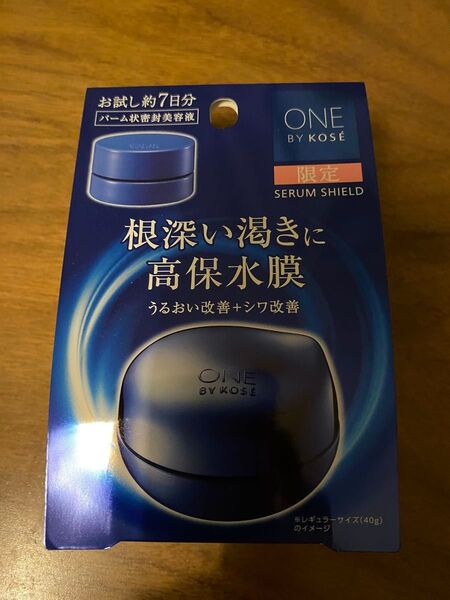 お試し約7日分
バーム状密封美容液
ONE
BY KOSÉ
限定
SERUM SHIELD
根深い渇きに
高保水膜
うるおい改善+シワ改善
ONE
BY KOSÉ
※レギュラーサイズ(40g)
のイメージ